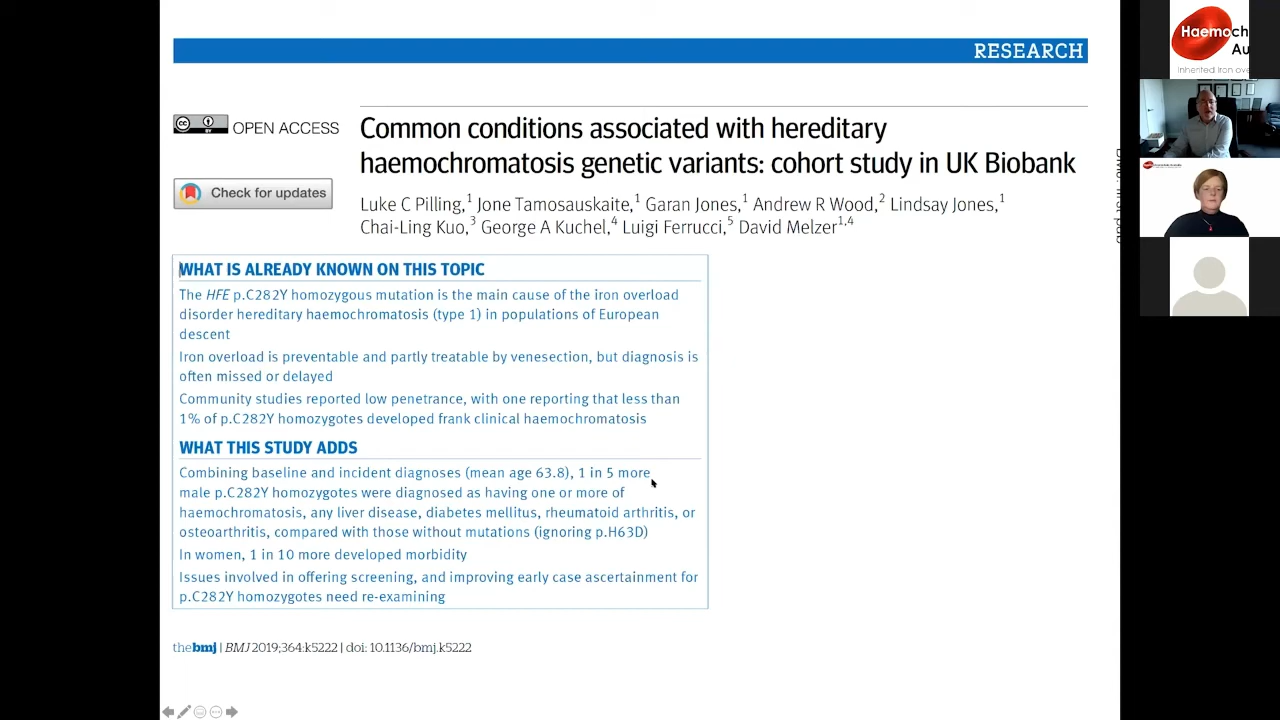 RESEARCH
OPEN ACCESS
Check for updates
Common conditions associated with hereditary
haemochromatosis genetic variants: cohort study in UK Biobank
Luke C Pilling,1 Jone Tamosauskaite,1 Garan Jones,1 Andrew R Wood,2 Lindsay Jones,1
Chai-Ling Kuo,3 George A Kuchel,4 Luigi Ferrucci,5 David Melzer1,4
WHAT IS ALREADY KNOWN ON THIS TOPIC
The HFE p.C282Y homozygous mutation is the main cause of the iron overload
disorder hereditary haemochromatosis (type 1) in populations of European
descent
Iron overload is preventable and partly treatable by venesection, but diagnosis is
often missed or delayed
Community studies reported low penetrance, with one reporting that less than
1% of p.C282Y homozygotes developed frank clinical haemochromatosis
WHAT THIS STUDY ADDS
Combining baseline and incident diagnoses (mean age 63.8), 1 in 5 more
male p.C282Y homozygotes were diagnosed as having one or more of
haemochromatosis, any liver disease, diabetes mellitus, rheumatoid arthritis, or
osteoarthritis, compared with those without mutations (ignoring p.H63D)
In women, 1 in 10 more developed morbidity
Issues involved in offering screening, and improving early case ascertainment for
p.C282Y homozygotes need re-examining
thebmj | BMJ 2019;364:k5222 | doi: 10.1136/bmj.k5222
Haemoch
Au
Inherited iron ove